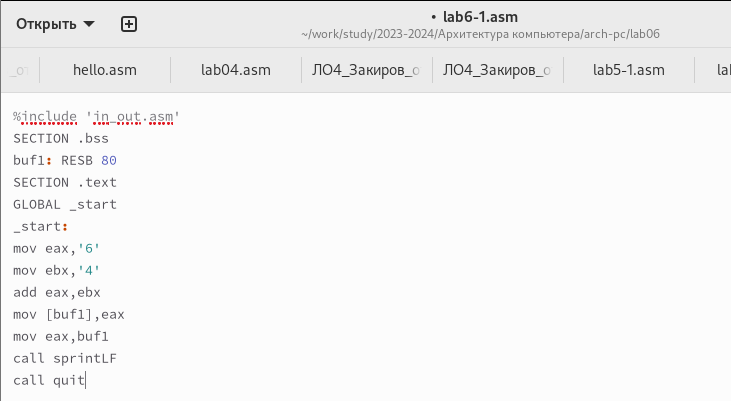 Открыть
• lab6-1.asm
~/work/study/2023-2024/Архитектура компьютера/arch-pc/lab06
hello.asm
lab04.asm
ЛО4_Закиров_о
ЛО4_Закиров_о
lab5-1.asm
%include 'in_out.asm'
SECTION .bss
buf1: RESB 80
SECTION .text
GLOBAL _start
_start:
mov eax,'6'
mov ebx,'4'
add eax,ebx
mov [buf1],eax
mov eax,buf1
call sprintLF
call quit